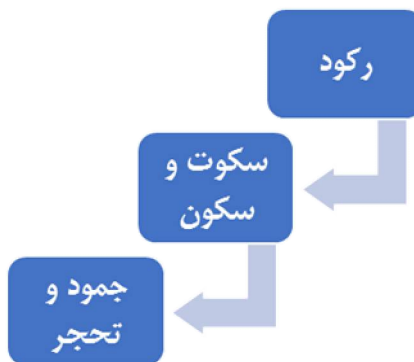 رکود
سکوت و
سکون
جمود و
تحجر